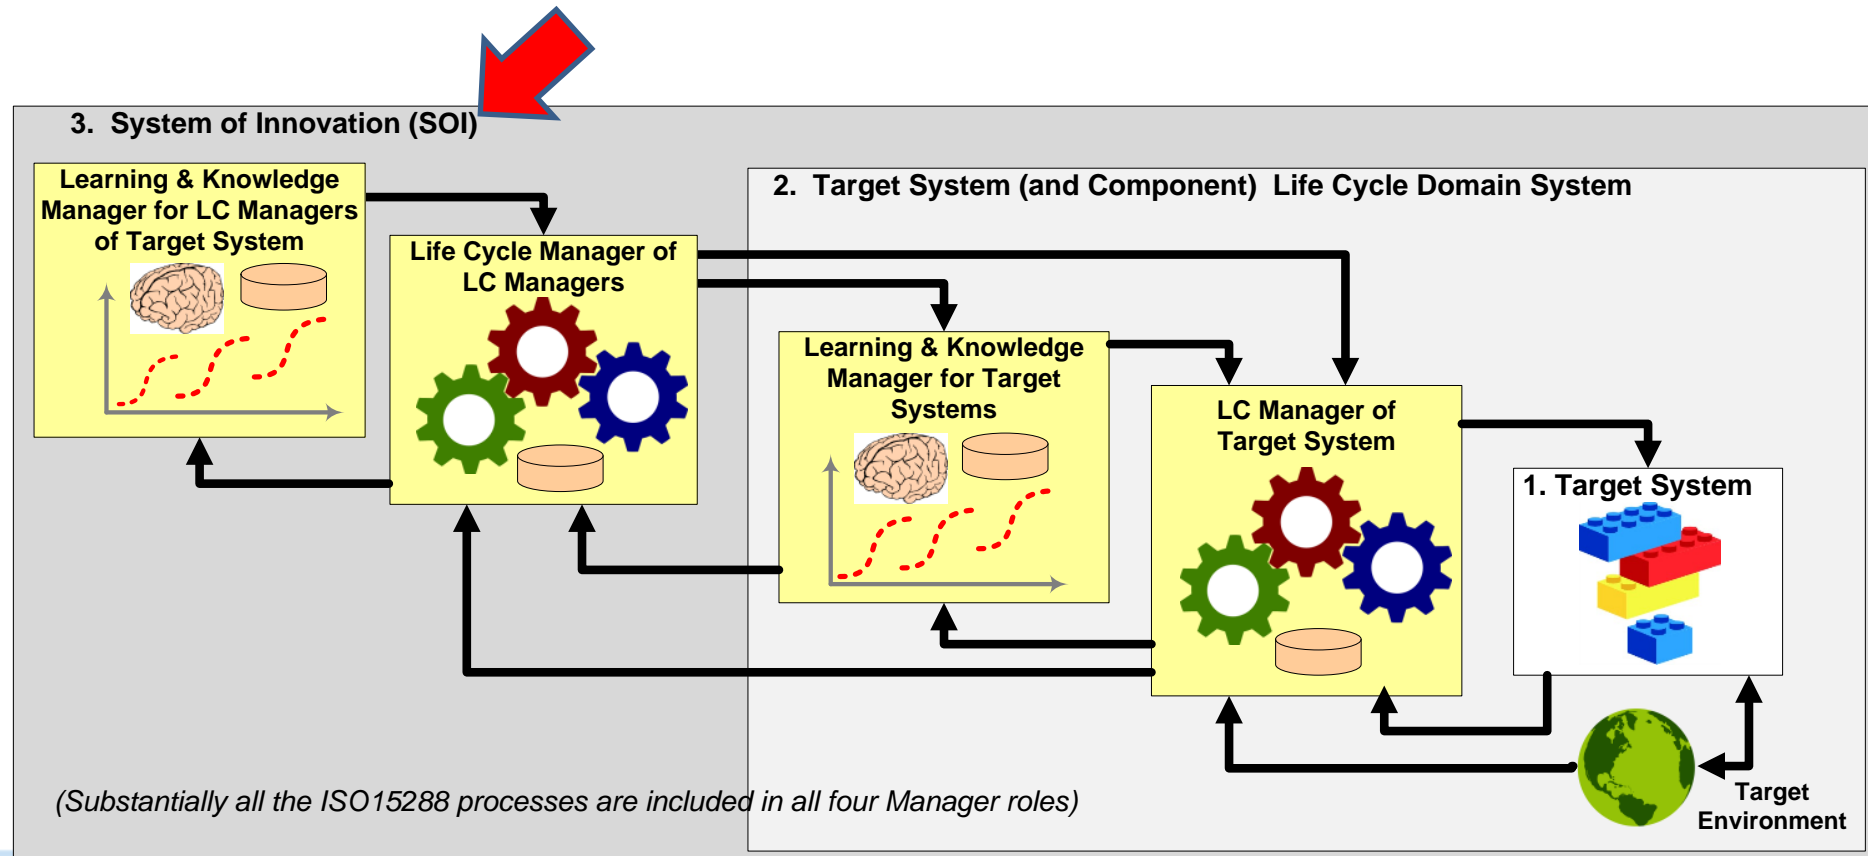 3. System of Innovation (SOI)
Learning & Knowledge
Manager for LC Managers
of Target System
Life Cycle Manager of
LC Managers
2. Target System (and Component) Life Cycle Domain System
Learning & Knowledge
Manager for Target
Systems
LC Manager of
Target System
1. Target System
Target
Environment
(Substantially all the ISO15288 processes are included in all four Manager roles)